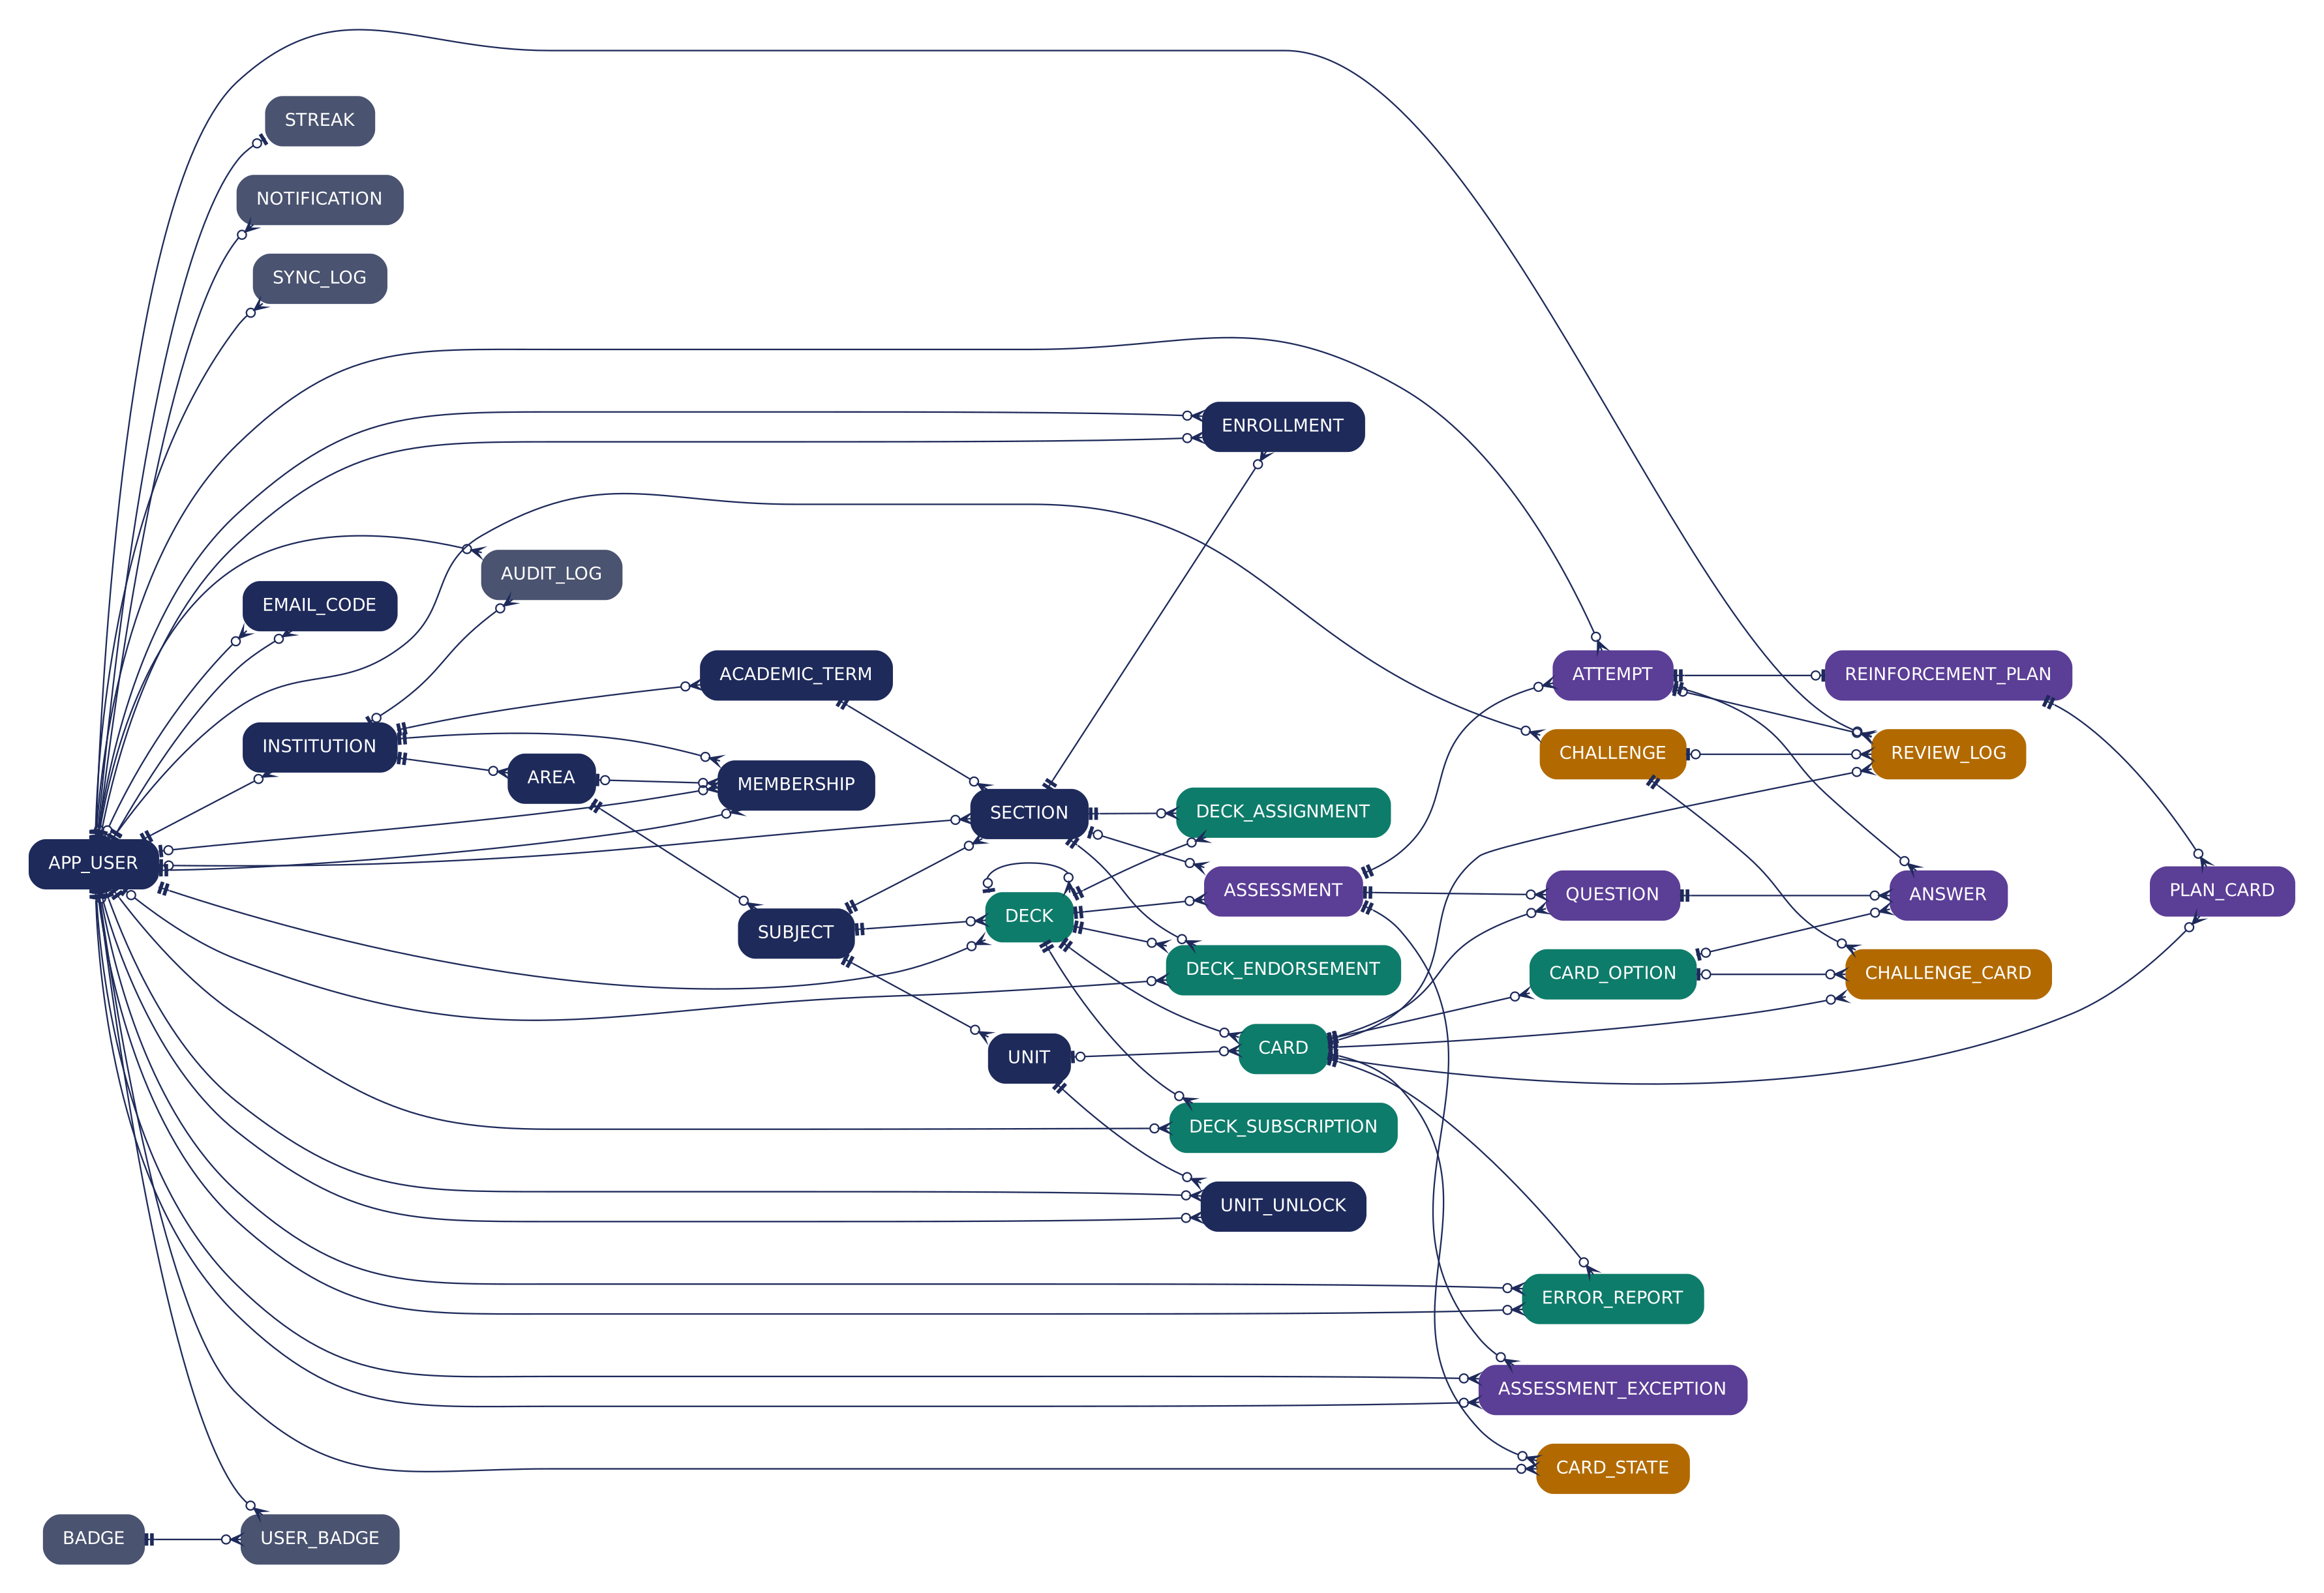 STREAK
NOTIFICATION
SYNC_LOG
ENROLLMENT
AUDIT_LOG
EMAIL_CODE
ACADEMIC_TERM
ATTEMPT
REINFORCEMENT_PLAN
INSTITUTION
CHALLENGE
REVIEW_LOG
AREA
MEMBERSHIP
SECTION
DECK_ASSIGNMENT
APP_USER
ASSESSMENT
QUESTION
ANSWER
PLAN_CARD
DECK
SUBJECT
DECK_ENDORSEMENT
CARD_OPTION
CHALLENGE_CARD
UNIT
CARD
DECK_SUBSCRIPTION
UNIT_UNLOCK
ERROR_REPORT
ASSESSMENT_EXCEPTION
CARD_STATE
BADGE
USER_BADGE